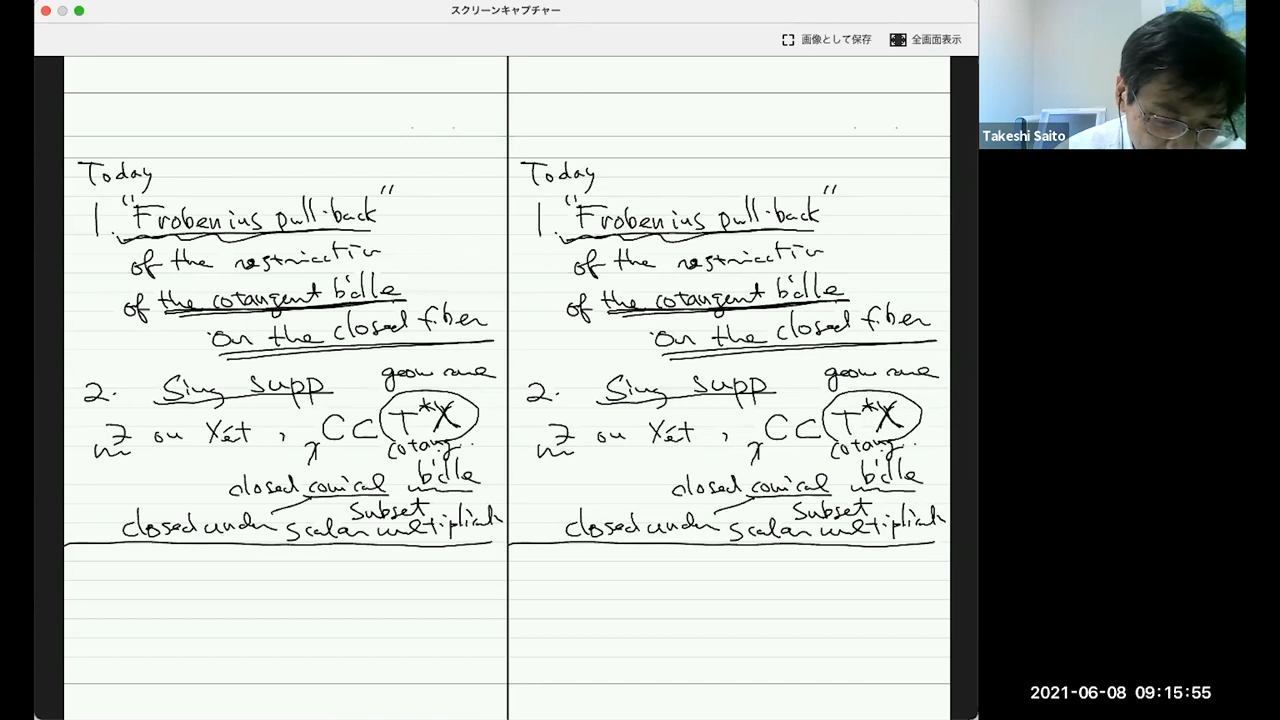 スクリーンキャプチャー
画像として保存 全画面表示
Today
1. "Frobenius pull-back"
of the restriction
of the cotangent b'dle
on the closed fiber
2. Sing supp geom case
on Xét, C ⊂ T*X
cotang.
closed conical b'dle
subset
closed under scalar multiplicat
Today
1. "Frobenius pull-back"
of the restriction
of the cotangent b'dle
on the closed fiber
2. Sing supp geom case
on Xét, C ⊂ T*X
cotang.
closed conical b'dle
subset
closed under scalar multiplicat
Takeshi Saito
2021-06-08 09:15:55